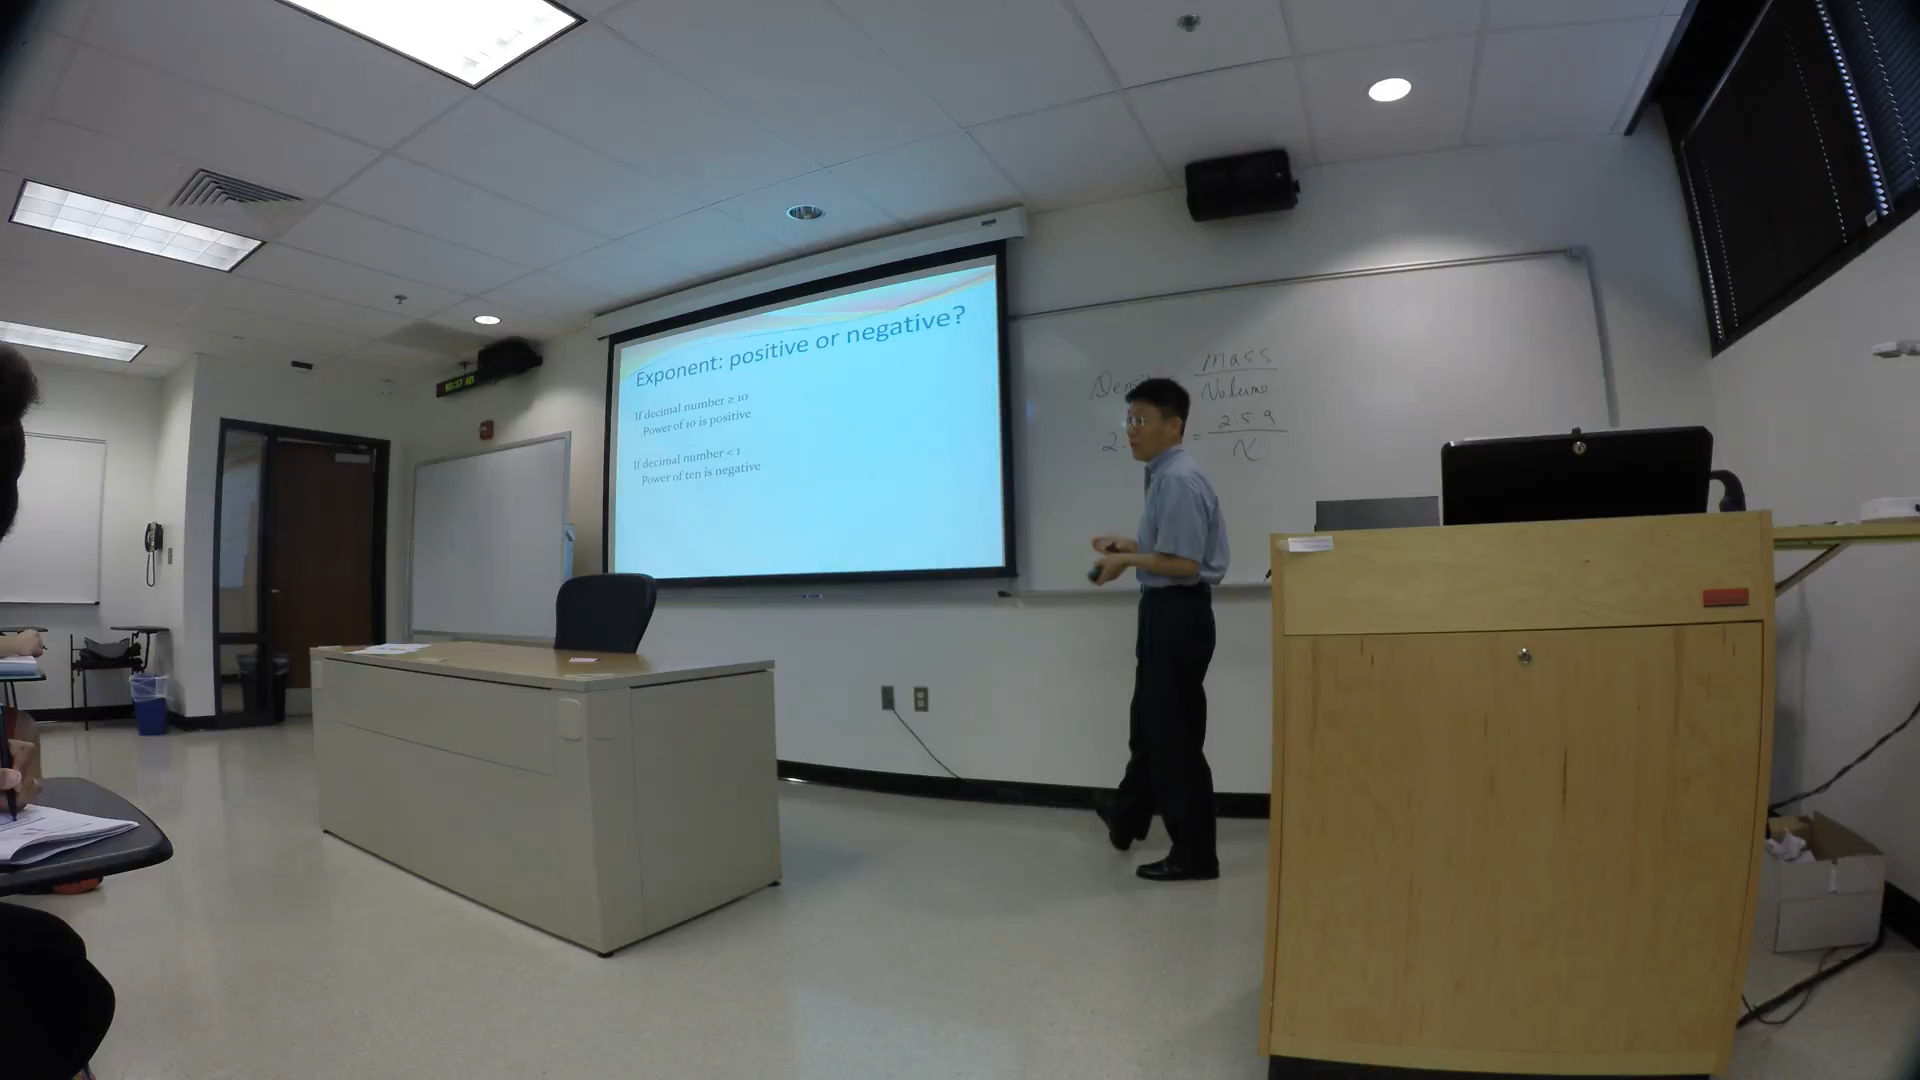 Exponent: positive or negative?
If decimal number ≥ 10
Power of 10 is positive
If decimal number < 1
Power of ten is negative
mass
Volume
2.5 g
=
x
2.